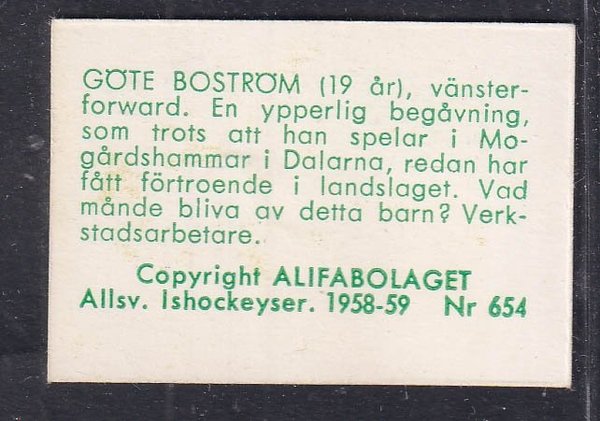 GÖTE BOSTRÖM (19 år), vänster-
forward. En ypperlig begåvning,
som trots att han spelar i Mo-
gårdshammar i Dalarna, redan har
fått förtroende i landslaget. Vad
månde bliva av detta barn? Verk-
stadsarbetare.
Copyright ALIFABOLAGET
Allsv. Ishockeyser. 1958-59 Nr 654